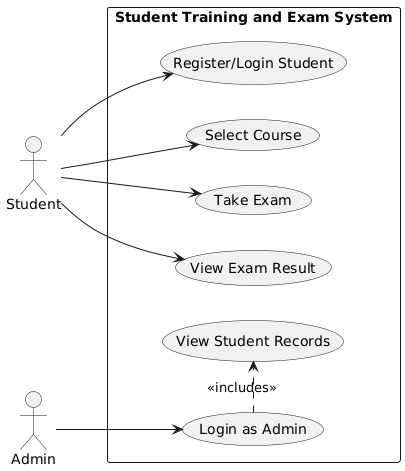 Student Training and Exam System
Register/Login Student
Select Course
Student
Take Exam
View Exam Result
View Student Records
«includes»
Login as Admin
Admin